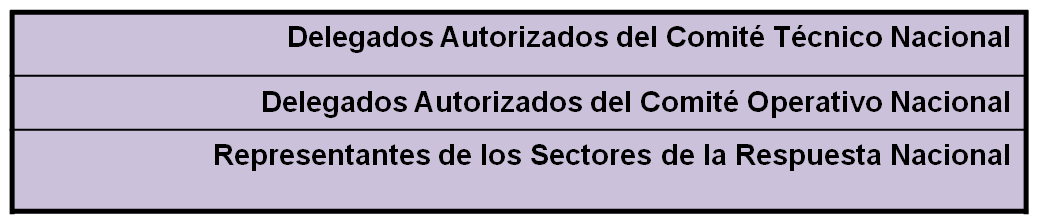 Delegados Autorizados del Comité Técnico Nacional
Delegados Autorizados del Comité Operativo Nacional
Representantes de los Sectores de la Respuesta Nacional